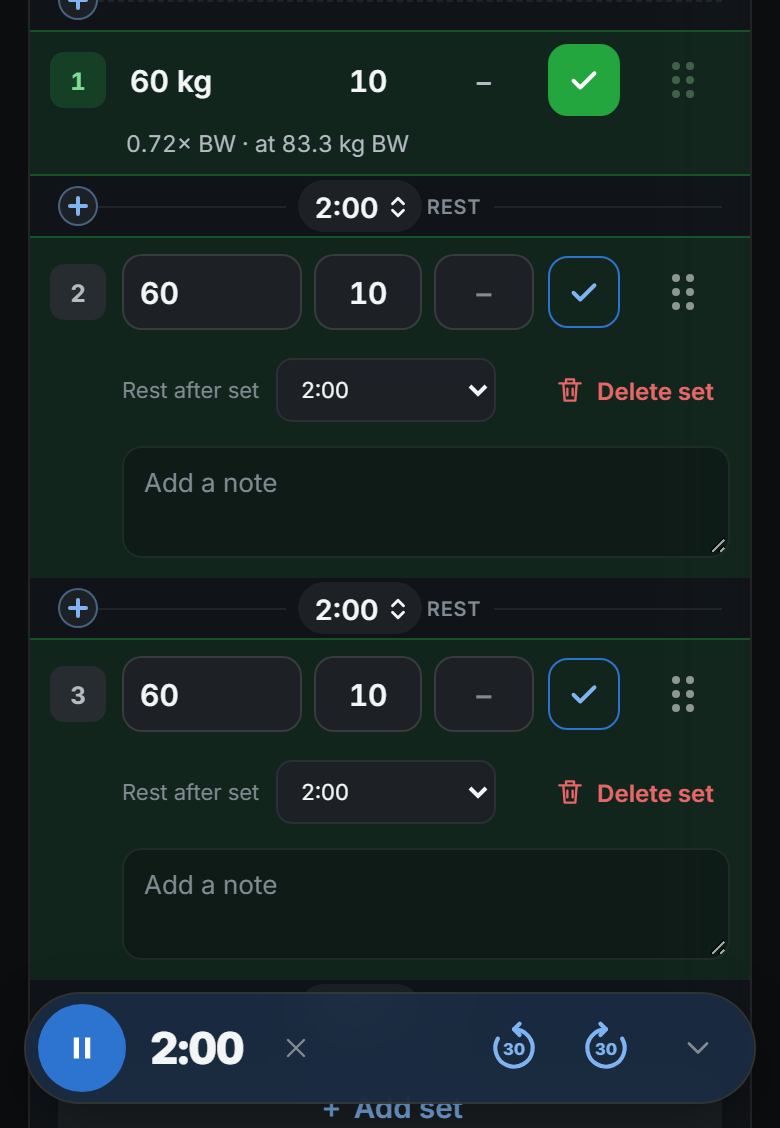 1 60 kg 10 –
0.72× BW · at 83.3 kg BW
2:00 REST
2 60 10 –
Rest after set 2:00 Delete set
Add a note
2:00 REST
3 60 10 –
Rest after set 2:00 Delete set
Add a note
2:00 30 30
+ Add set